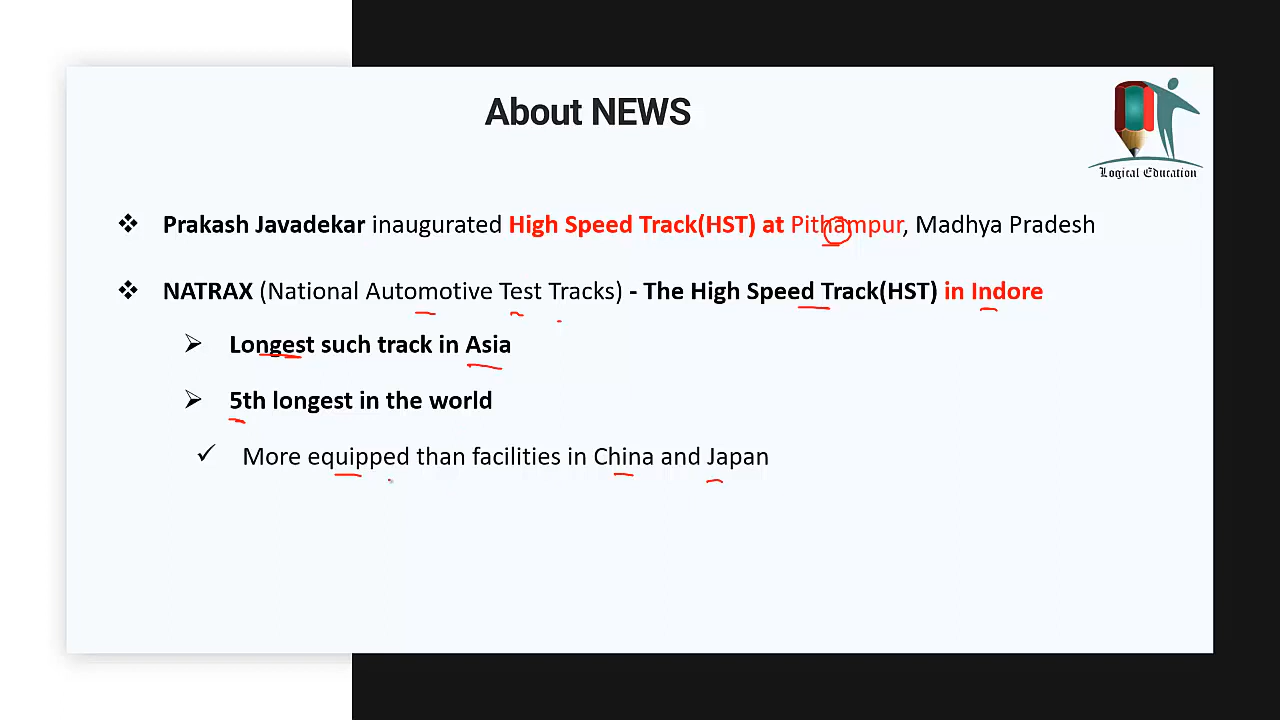 About NEWS
Logical Education
❖ Prakash Javadekar inaugurated High Speed Track(HST) at Pithampur, Madhya Pradesh
❖ NATRAX (National Automotive Test Tracks) - The High Speed Track(HST) in Indore
➢ Longest such track in Asia
➢ 5th longest in the world
✓ More equipped than facilities in China and Japan